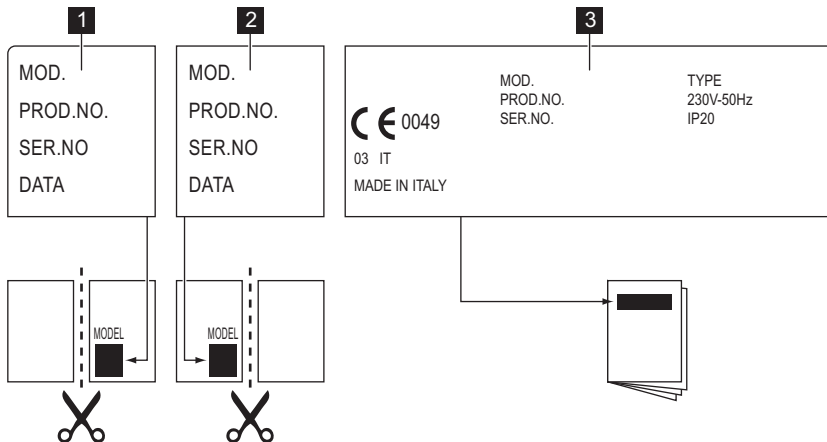 1
MOD.
PROD.NO.
SER.NO
DATA
2
MOD.
PROD.NO.
SER.NO
DATA
3
MOD.
PROD.NO.
SER.NO.
TYPE
230V-50Hz
IP20
CE 0049
03 IT
MADE IN ITALY
MODEL
MODEL